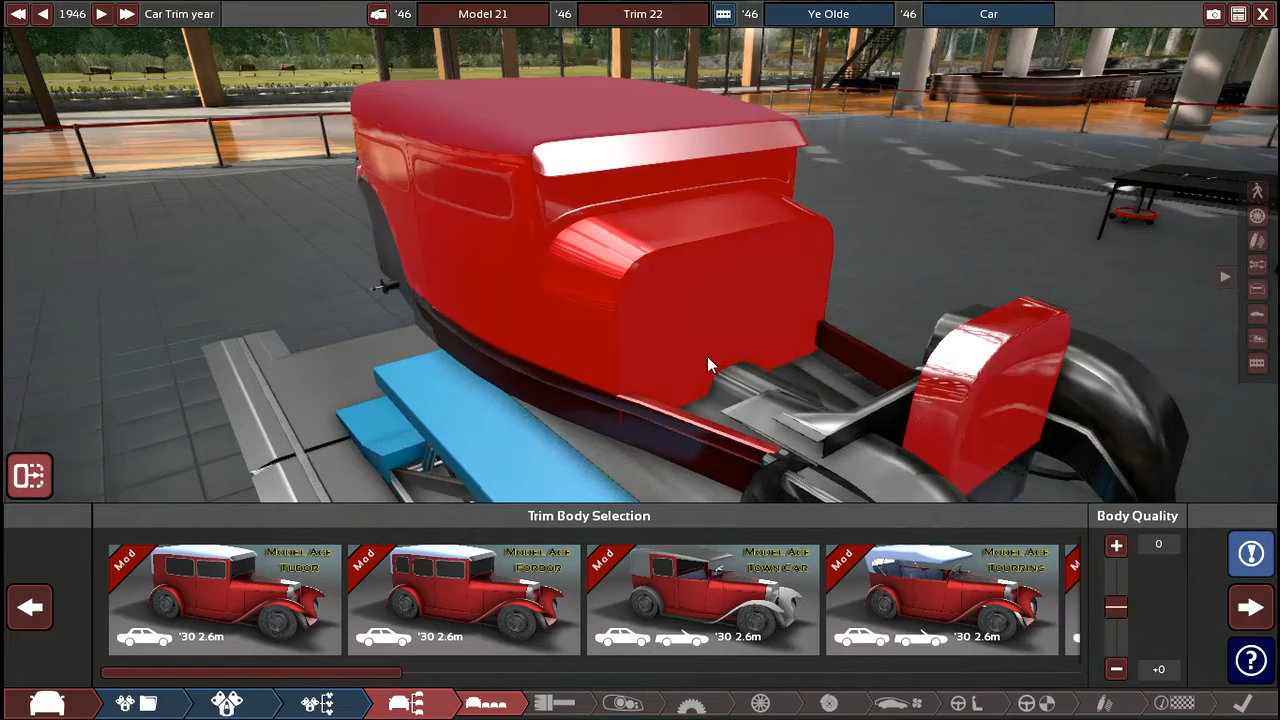 1946 Car Trim year '46 Model 21 '46 Trim 22 '46 Ye Olde '46 Car X
Trim Body Selection
Body Quality
Mod MODEL ACE TUDOR '30 2.6m
Mod MODEL ACE FORDOR '30 2.6m
Mod MODEL ACE TOWN CAR '30 2.6m
Mod MODEL ACE TOURRING '30 2.6m
M
0
+0